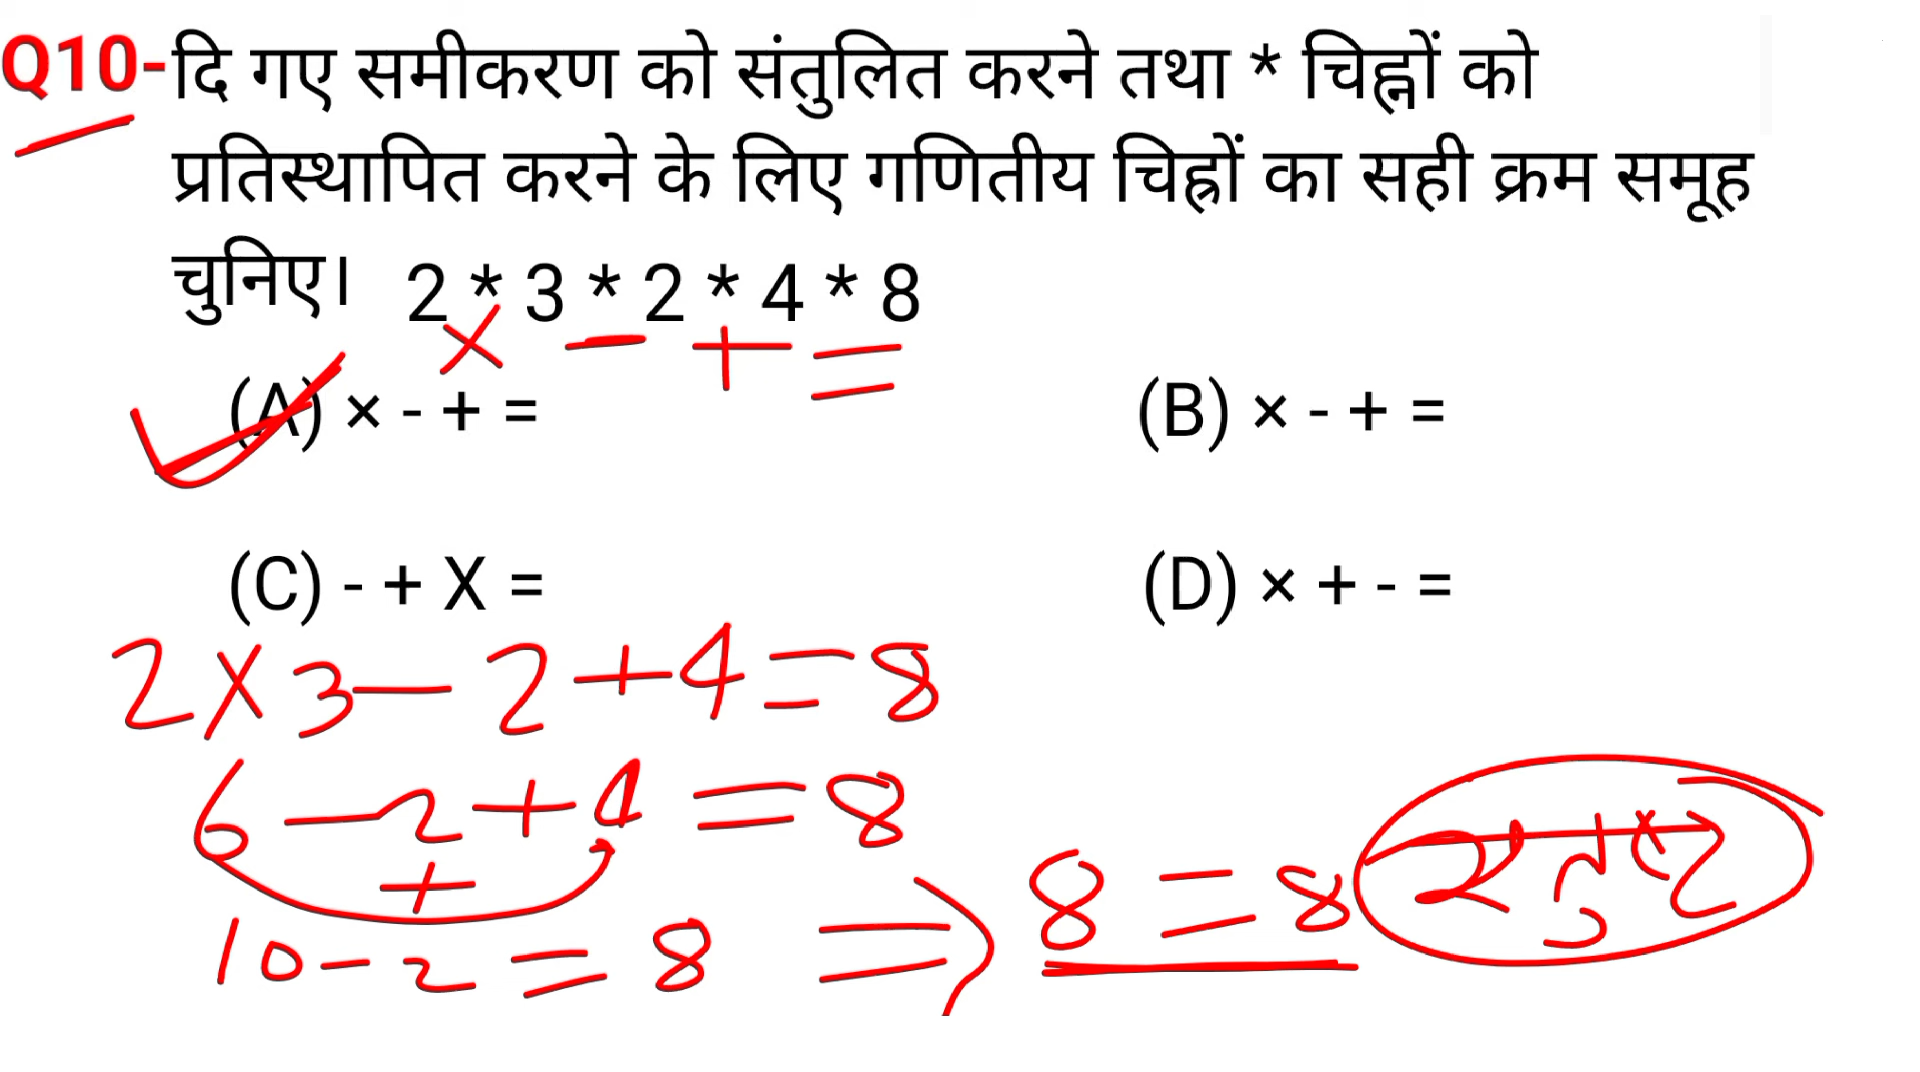 Q10-दि गए समीकरण को संतुलित करने तथा * चिह्नों को
प्रतिस्थापित करने के लिए गणितीय चिह्रों का सही क्रम समूह
चुनिए। 2 * 3 * 2 * 4 * 8
× − + =
(A) × - + =
(B) × - + =
(C) - + X =
(D) × + - =
2 × 3 − 2 + 4 = 8
6 − 2 + 4 = 8
+
10 − 2 = 8 ⇒ 8 = 8